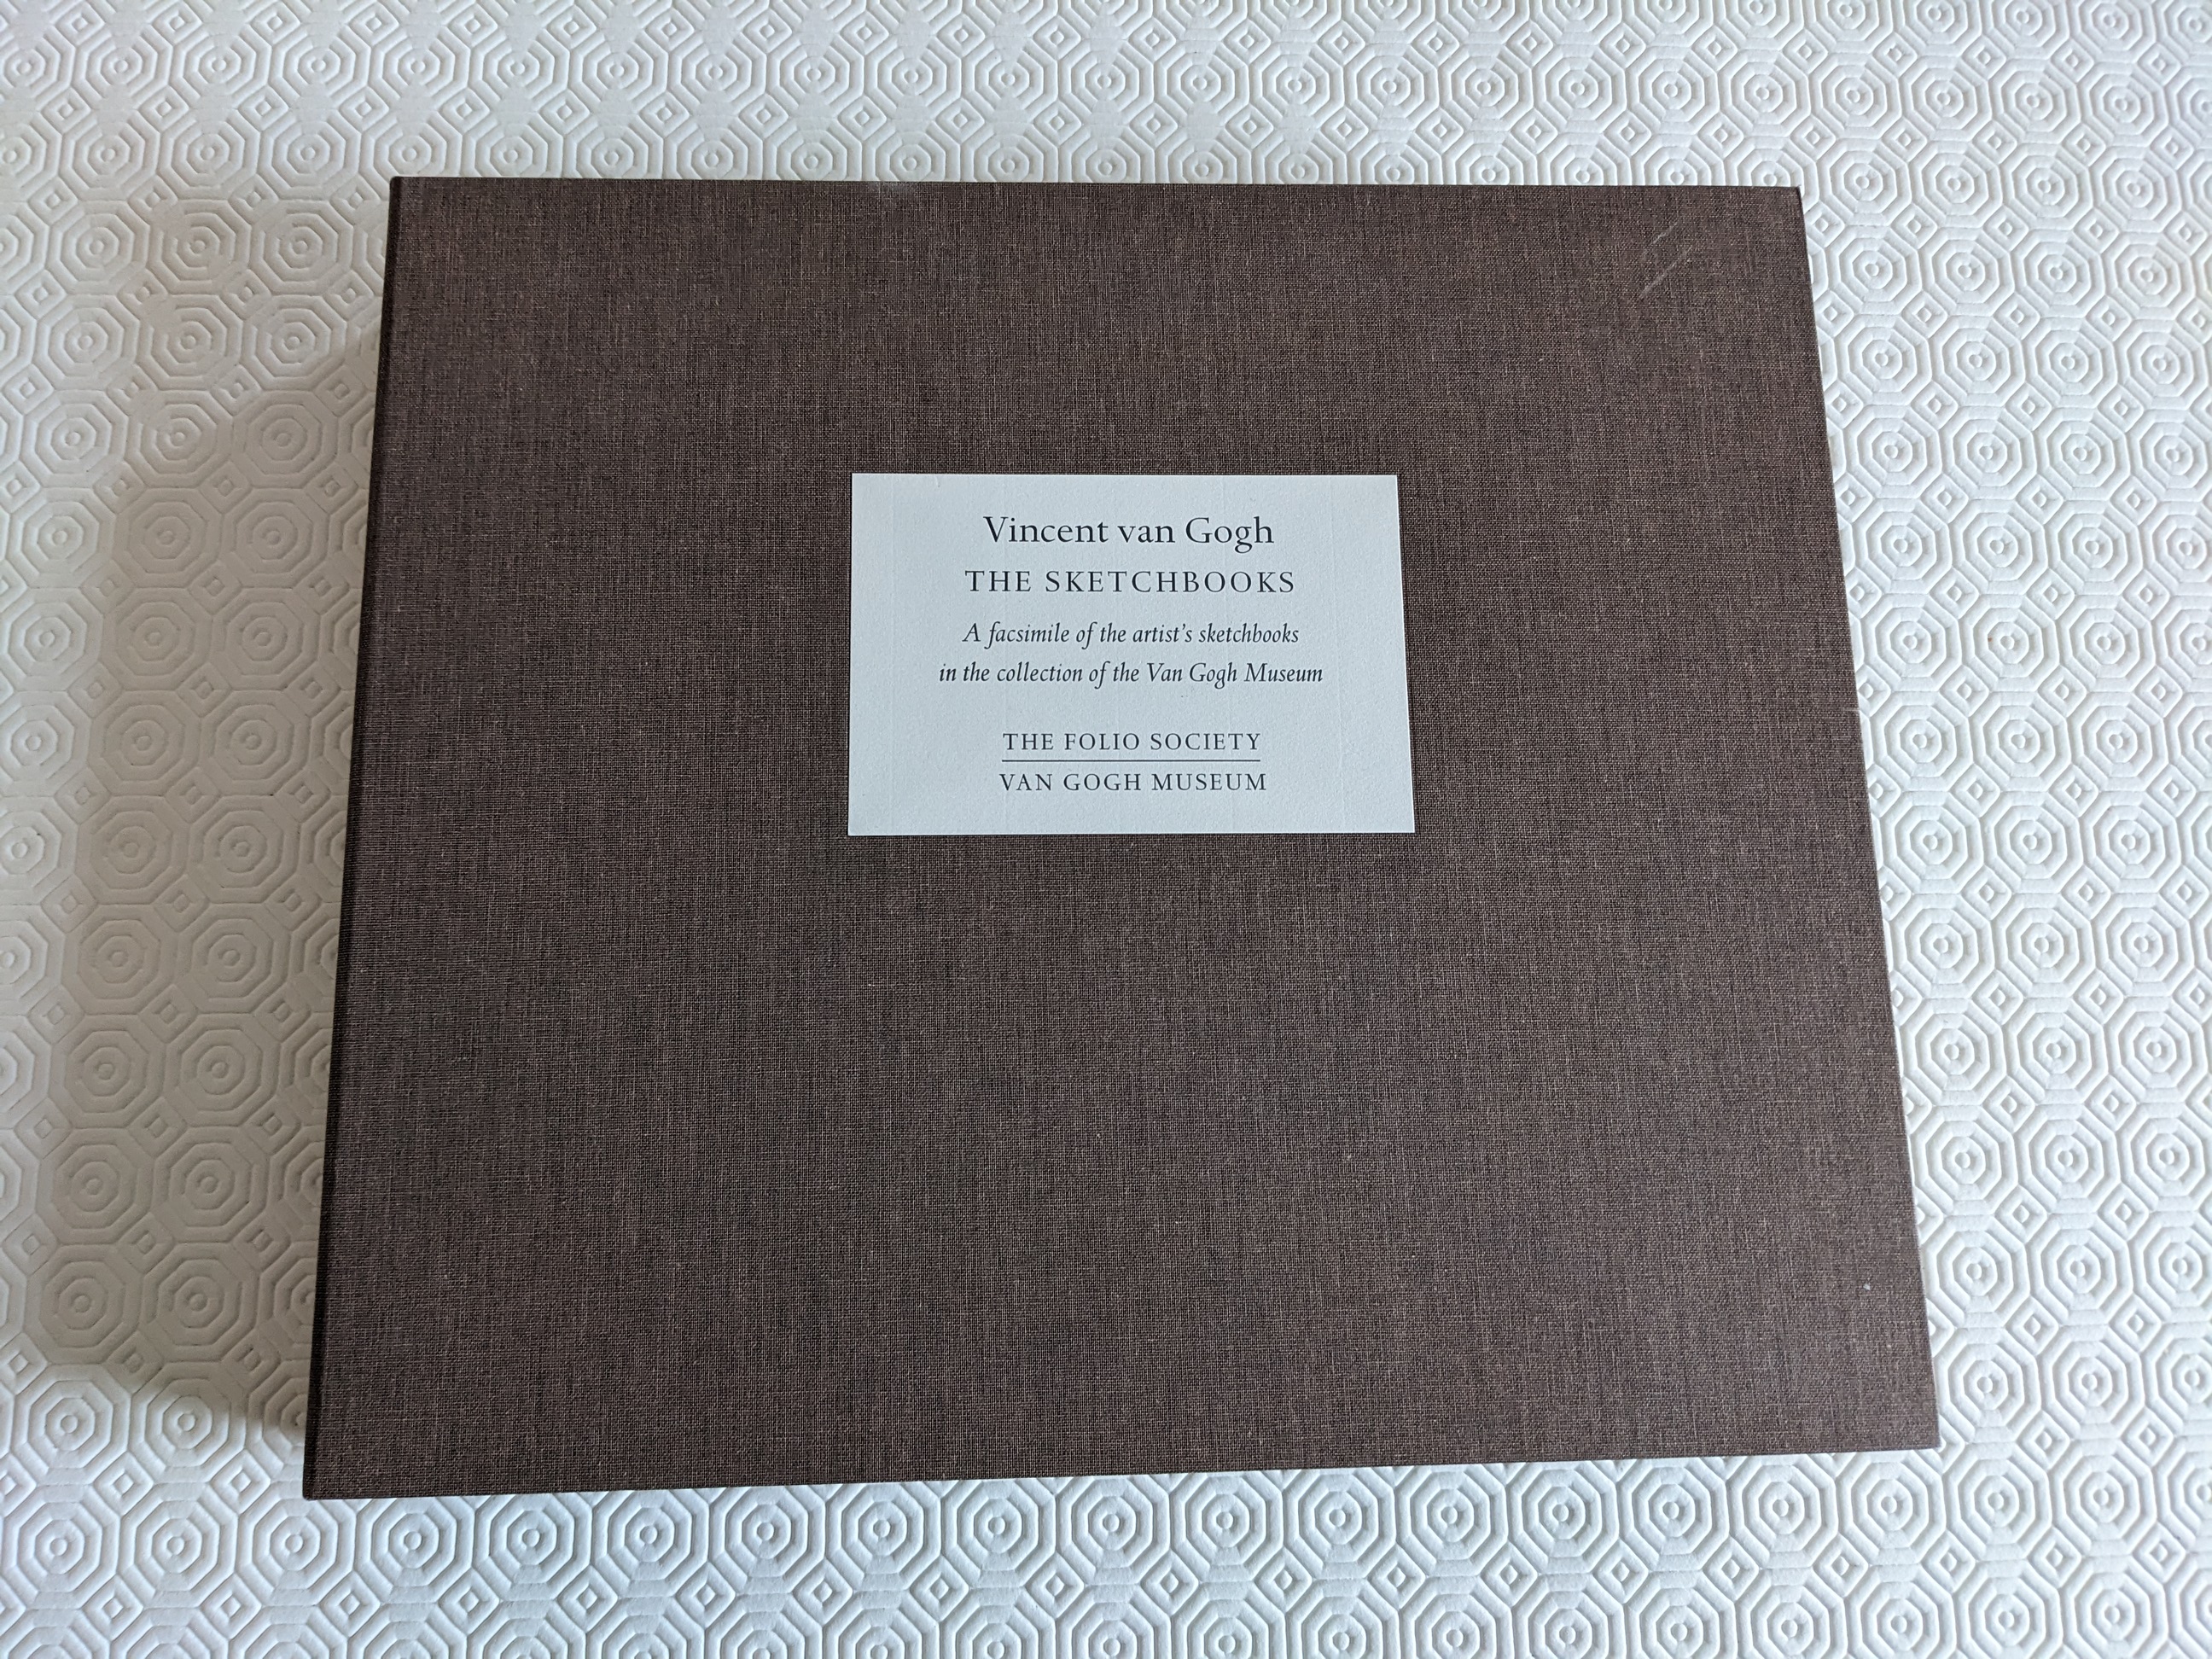 Vincent van Gogh
THE SKETCHBOOKS
A facsimile of the artist's sketchbooks
in the collection of the Van Gogh Museum
THE FOLIO SOCIETY
VAN GOGH MUSEUM